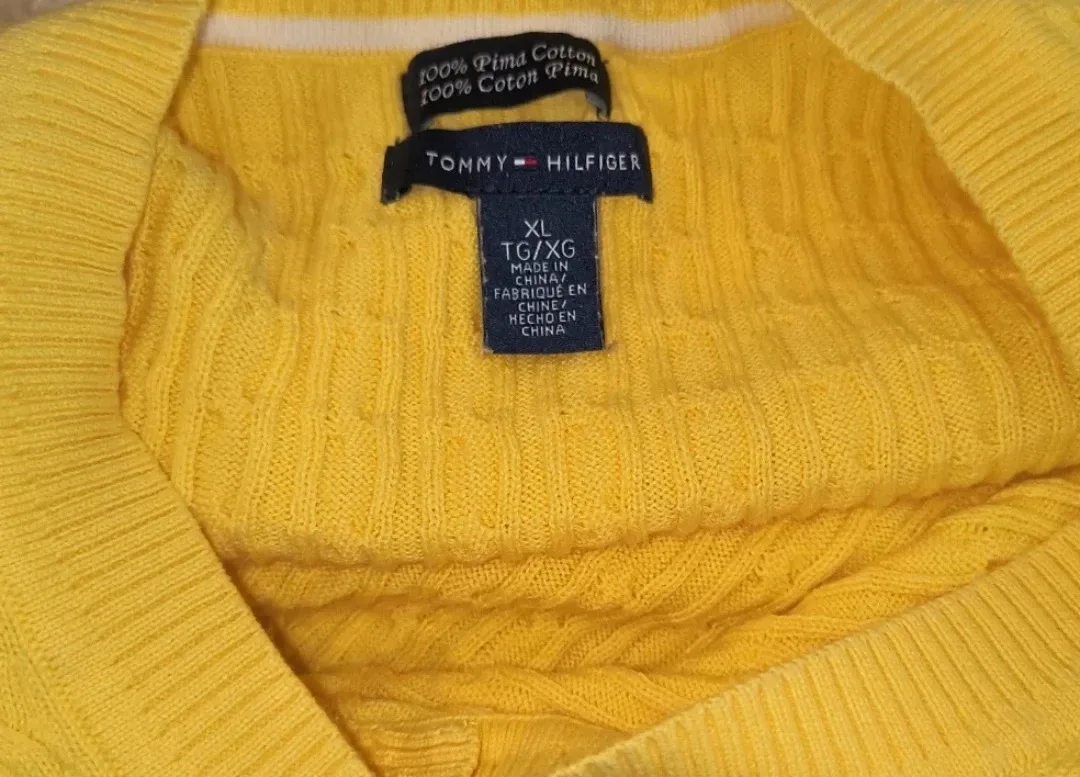 100% Pima Cotton
100% Coton Pima
TOMMY HILFIGER
XL
TG/XG
MADE IN
CHINA/
FABRIQUÉ EN
CHINE/
HECHO EN
CHINA